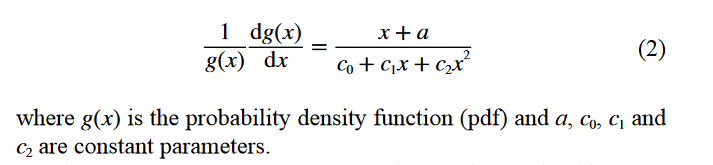 1/g(x) dg(x)/dx = x + a / c₀ + c₁x + c₂x² (2)
where g(x) is the probability density function (pdf) and a, c₀, c₁ and
c₂ are constant parameters.